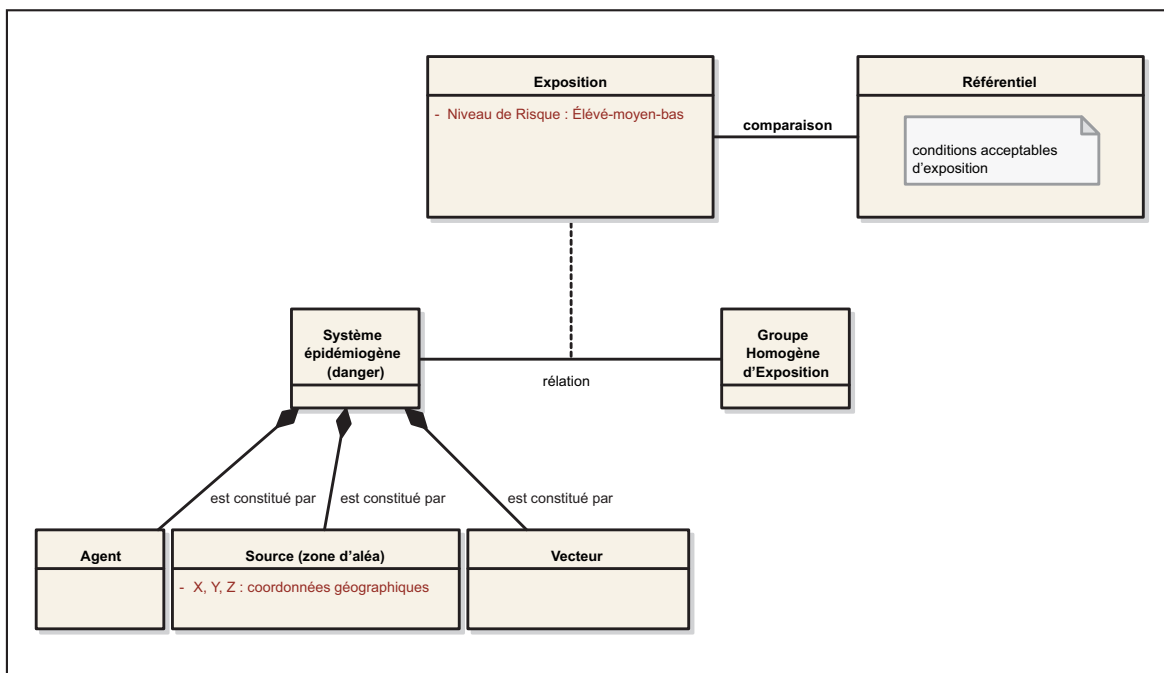 Exposition
- Niveau de Risque : Élévé-moyen-bas
comparaison
Référentiel
conditions acceptables
d’exposition
Système
épidémiogène
(danger)
rélation
Groupe
Homogène
d’Exposition
est constitué par
est constitué par
est constitué par
Agent
Source (zone d’aléa)
- X, Y, Z : coordonnées géographiques
Vecteur